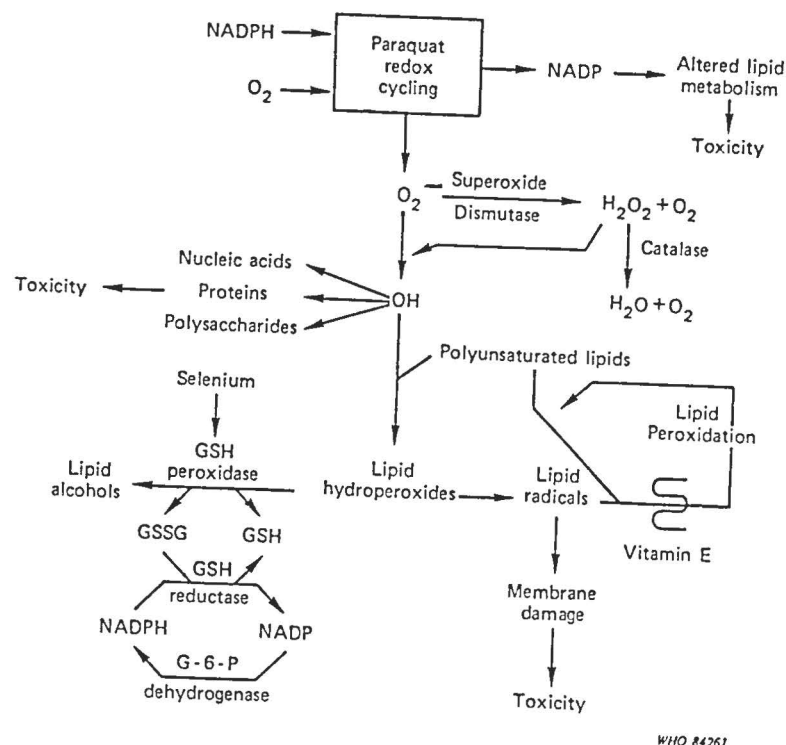 NADPH
O2
Paraquat
redox
cycling
NADP
Altered lipid
metabolism
Toxicity
O2−
Superoxide
Dismutase
H2O2 + O2
Catalase
H2O + O2
Nucleic acids
Toxicity
Proteins
OH
Polysaccharides
Polyunsaturated lipids
Selenium
Lipid
Peroxidation
GSH
peroxidase
Lipid
alcohols
Lipid
hydroperoxides
Lipid
radicals
GSSG
GSH
Vitamin E
GSH
reductase
Membrane
damage
NADPH
NADP
G-6-P
dehydrogenase
Toxicity
WHO 84261